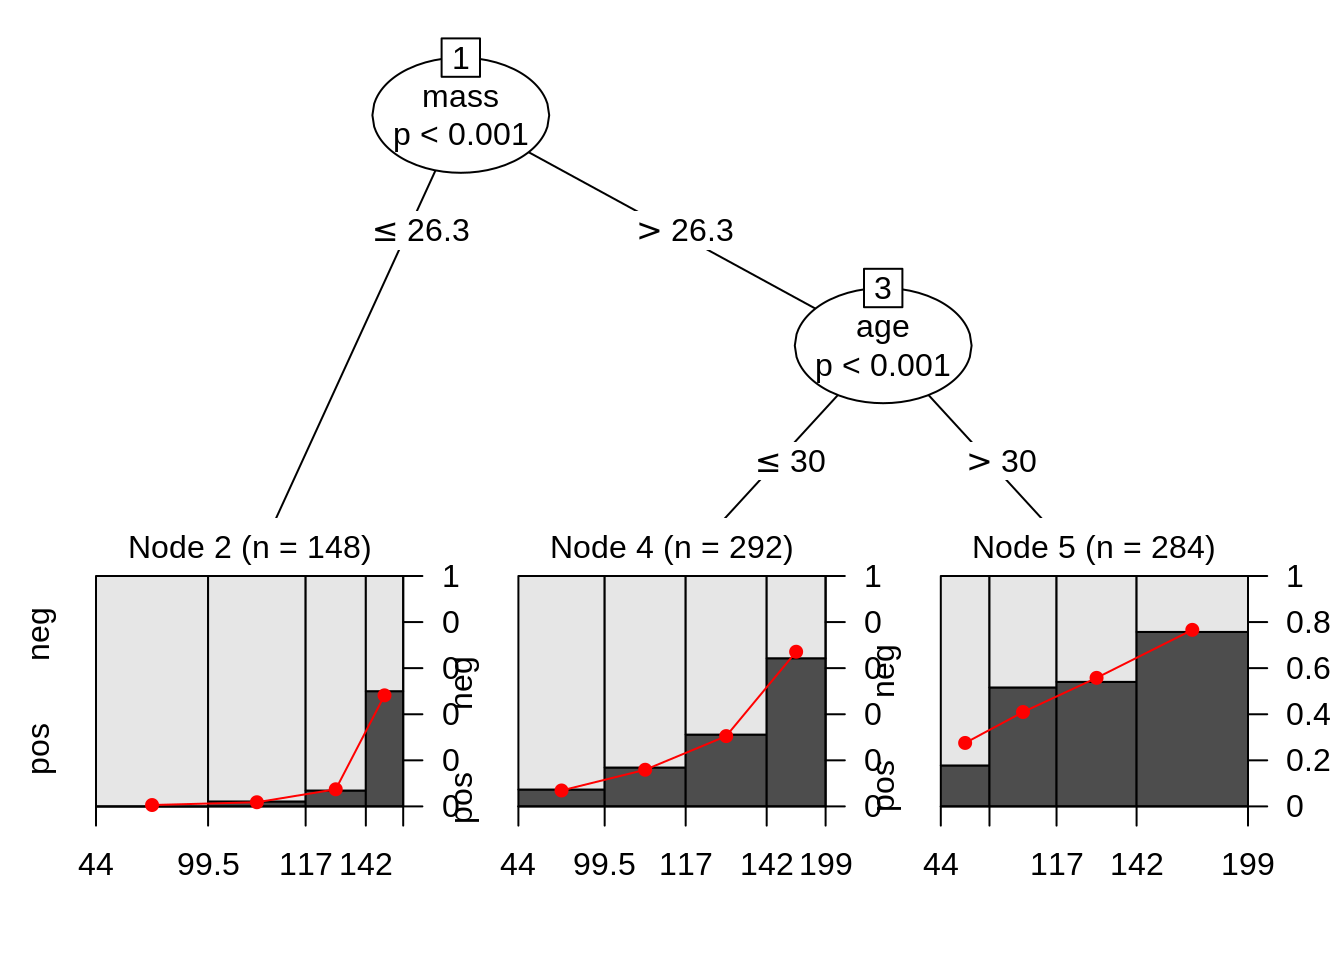 1
mass
p < 0.001
≤ 26.3
> 26.3
3
age
p < 0.001
≤ 30
> 30
Node 2 (n = 148)
neg
pos
1
0
0
0
0
0
44
99.5
117
142
Node 4 (n = 292)
neg
pos
1
0
0
0
0
0
44
99.5
117
142
199
Node 5 (n = 284)
neg
pos
1
0.8
0.6
0.4
0.2
0
44
117
142
199